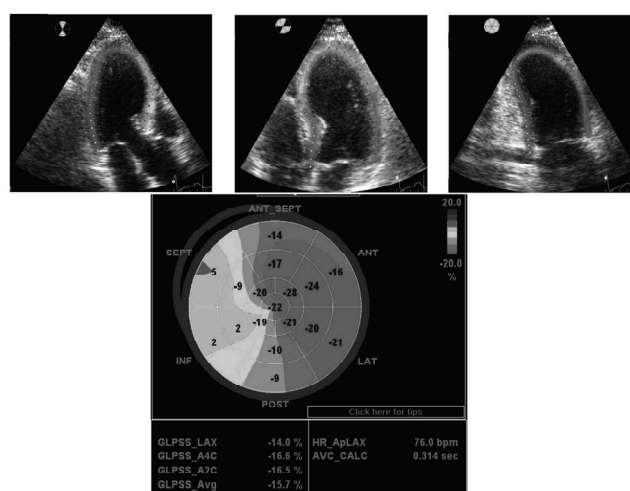 20.0
-20.0
%
ANT_SEPT
SEPT
ANT
INF
LAT
POST
-14
-17
5
-9
-20
-28
-24
-16
-22
2
2
-19
-21
-20
-21
-10
-9
Click here for tips
GLPSS_LAX -14.0 % HR_ApLAX 76.0 bpm
GLPSS_A4C -16.6 % AVC_CALC 0.314 sec
GLPSS_A2C -16.5 %
GLPSS_Avg -15.7 %